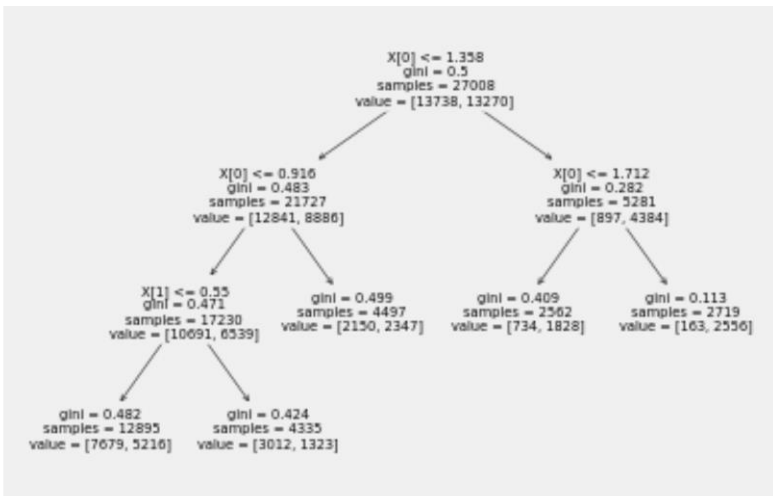 X[0] <= 1.358
gini = 0.5
samples = 27008
value = [13738, 13270]
X[0] <= 0.916
gini = 0.483
samples = 21727
value = [12841, 8886]
X[0] <= 1.712
gini = 0.282
samples = 5281
value = [897, 4384]
X[1] <= 0.55
gini = 0.471
samples = 17230
value = [10691, 6539]
gini = 0.499
samples = 4497
value = [2150, 2347]
gini = 0.409
samples = 2562
value = [734, 1828]
gini = 0.113
samples = 2719
value = [163, 2556]
gini = 0.482
samples = 12895
value = [7679, 5216]
gini = 0.424
samples = 4335
value = [3012, 1323]